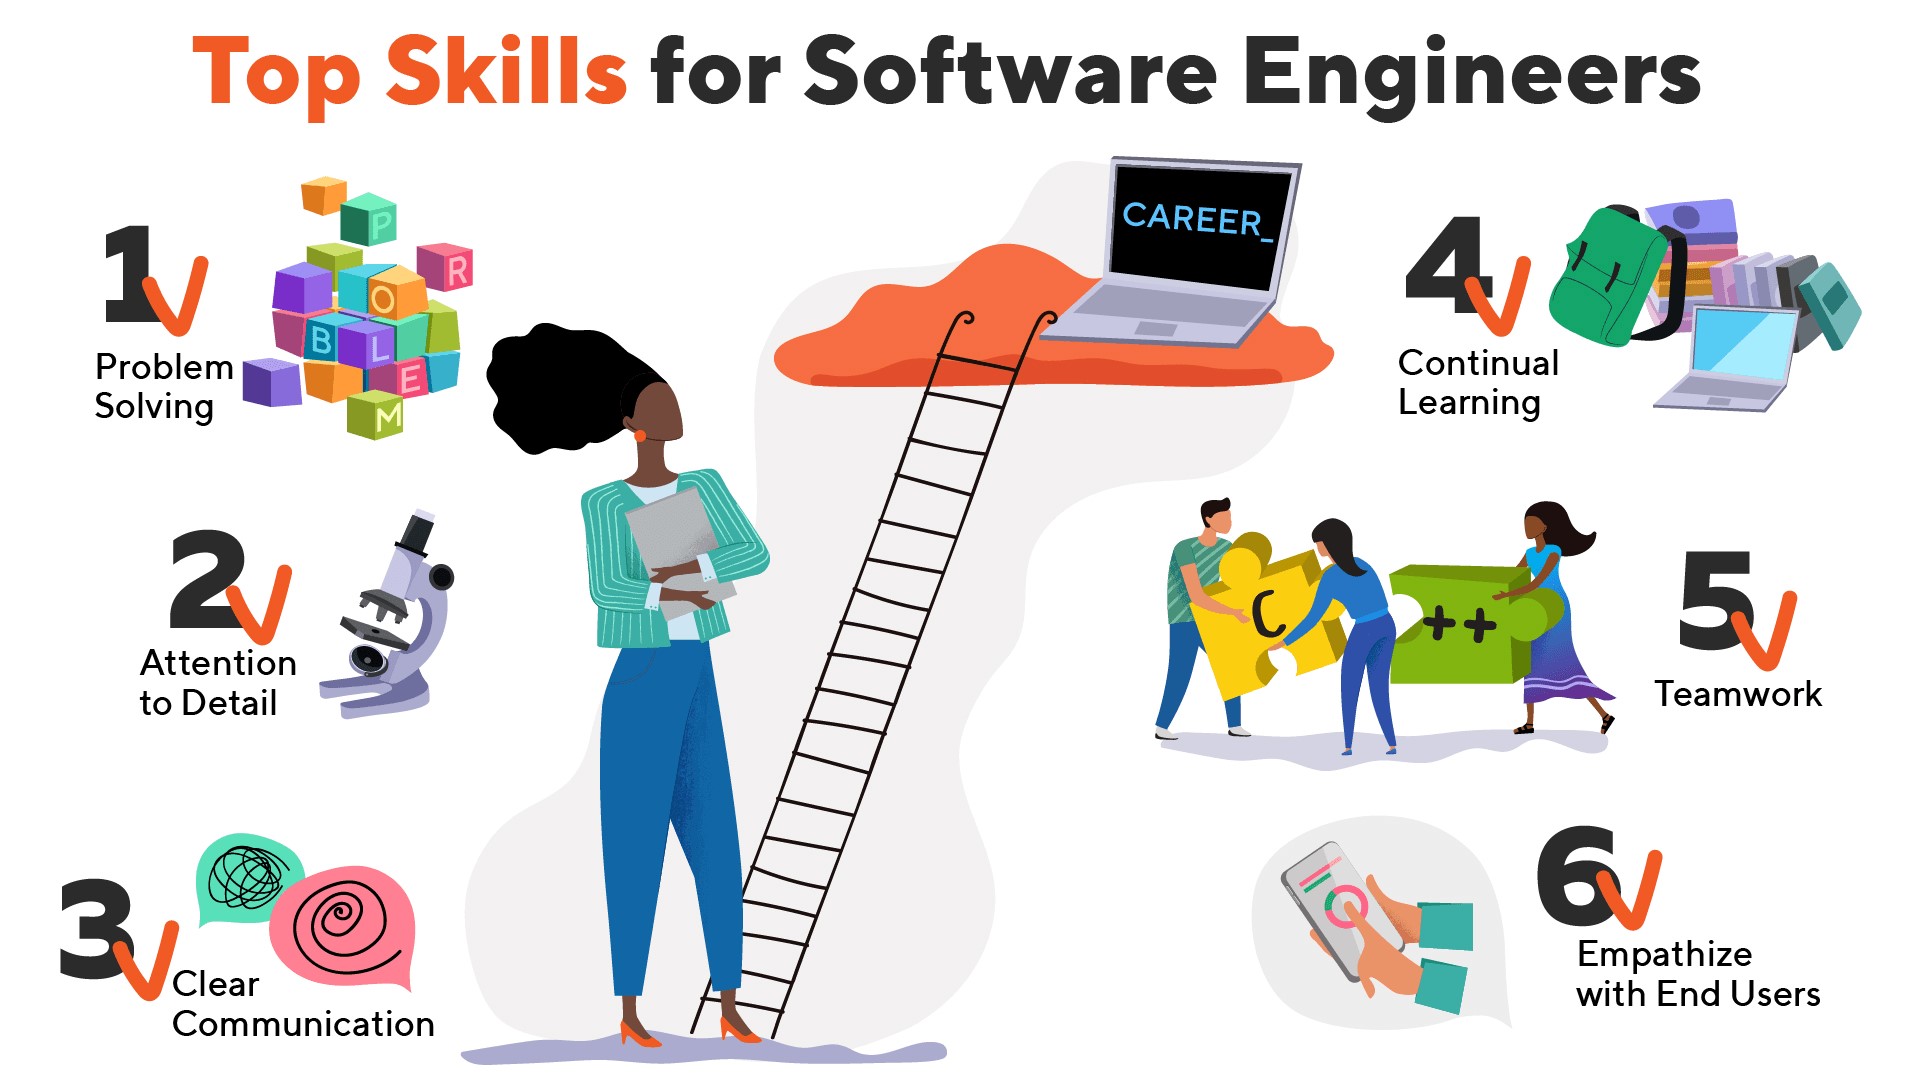 Top Skills for Software Engineers
1
Problem
Solving
P
R
O
B
L
E
M
2
Attention
to Detail
3
Clear
Communication
CAREER_
4
Continual
Learning
C
++
5
Teamwork
6
Empathize
with End Users